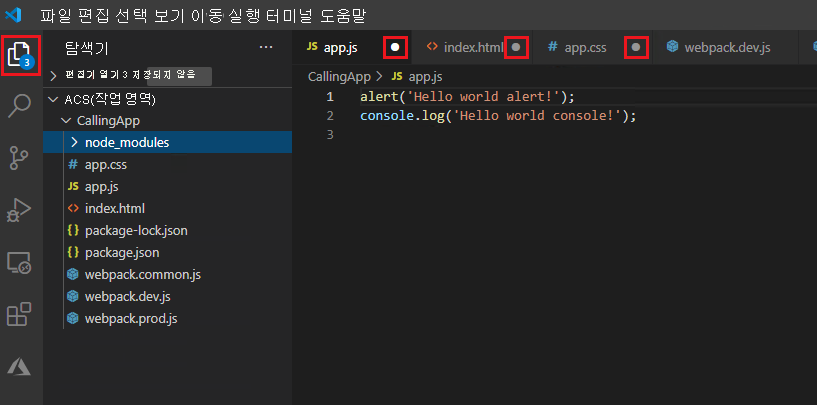 파일 편집 선택 보기 이동 실행 터미널 도움말
탐색기 ···
3
편집기 열기 3 저장되지 않음
ACS(작업 영역)
CallingApp
node_modules
# app.css
JS app.js
<> index.html
{ } package-lock.json
{ } package.json
webpack.common.js
webpack.dev.js
webpack.prod.js
JS app.js <> index.html # app.css webpack.dev.js
CallingApp > JS app.js
1 alert('Hello world alert!');
2 console.log('Hello world console!');
3